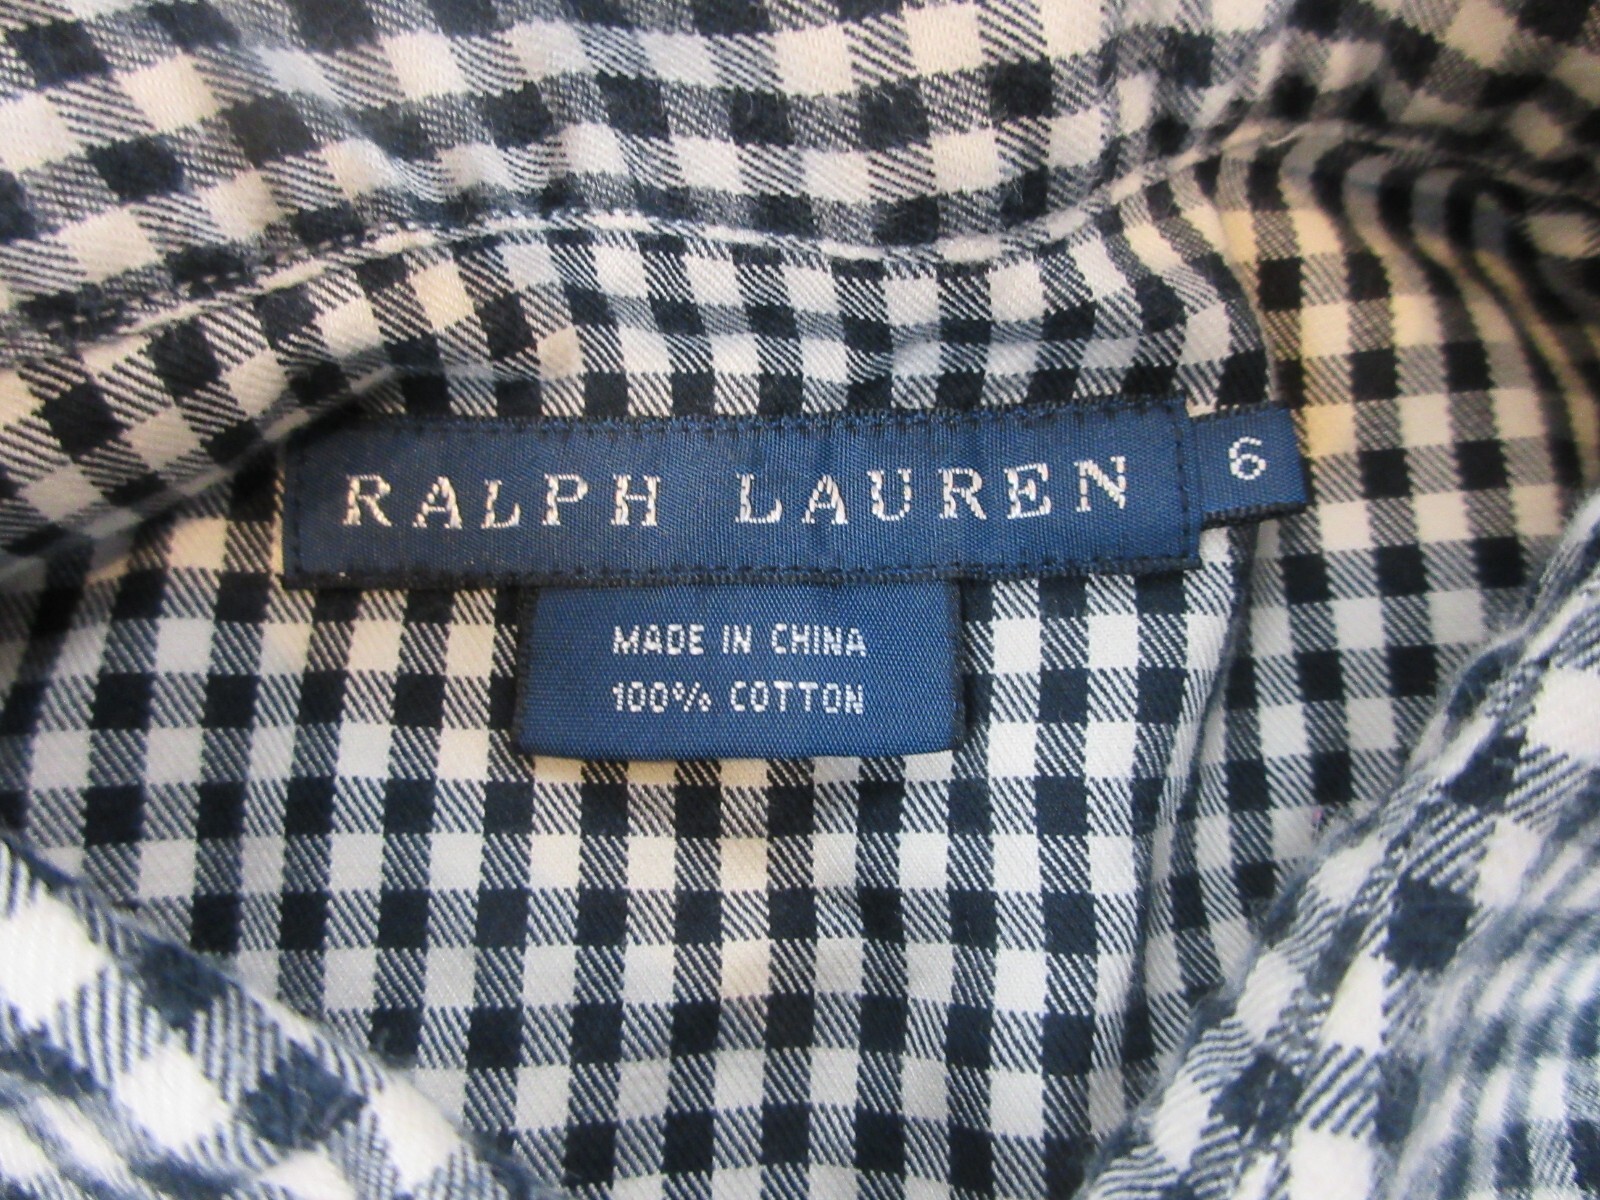 RALPH LAUREN
6
MADE IN CHINA
100% COTTON